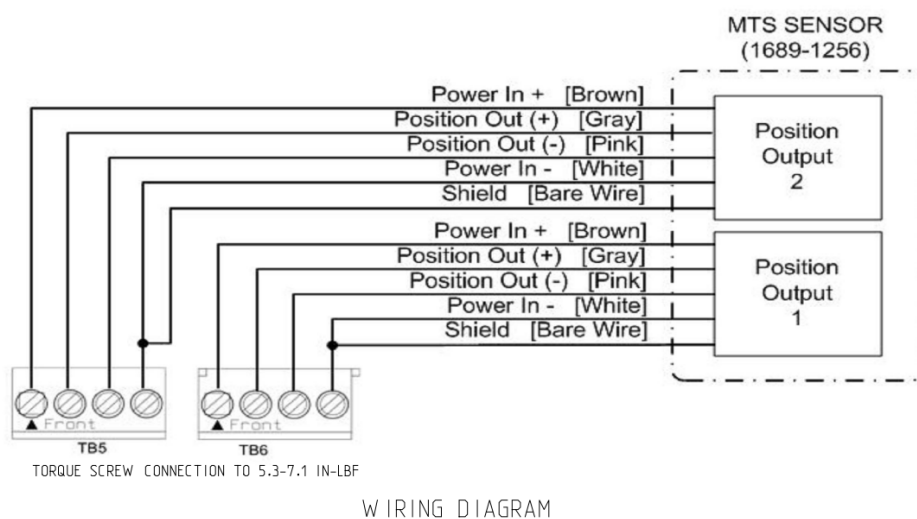 MTS SENSOR
(1689-1256)
Power In + [Brown]
Position Out (+) [Gray]
Position Out (-) [Pink]
Power In - [White]
Shield [Bare Wire]
Position
Output
2
Power In + [Brown]
Position Out (+) [Gray]
Position Out (-) [Pink]
Power In - [White]
Shield [Bare Wire]
Position
Output
1
Front
Front
TB5
TB6
TORQUE SCREW CONNECTION TO 5.3-7.1 IN-LBF
WIRING DIAGRAM